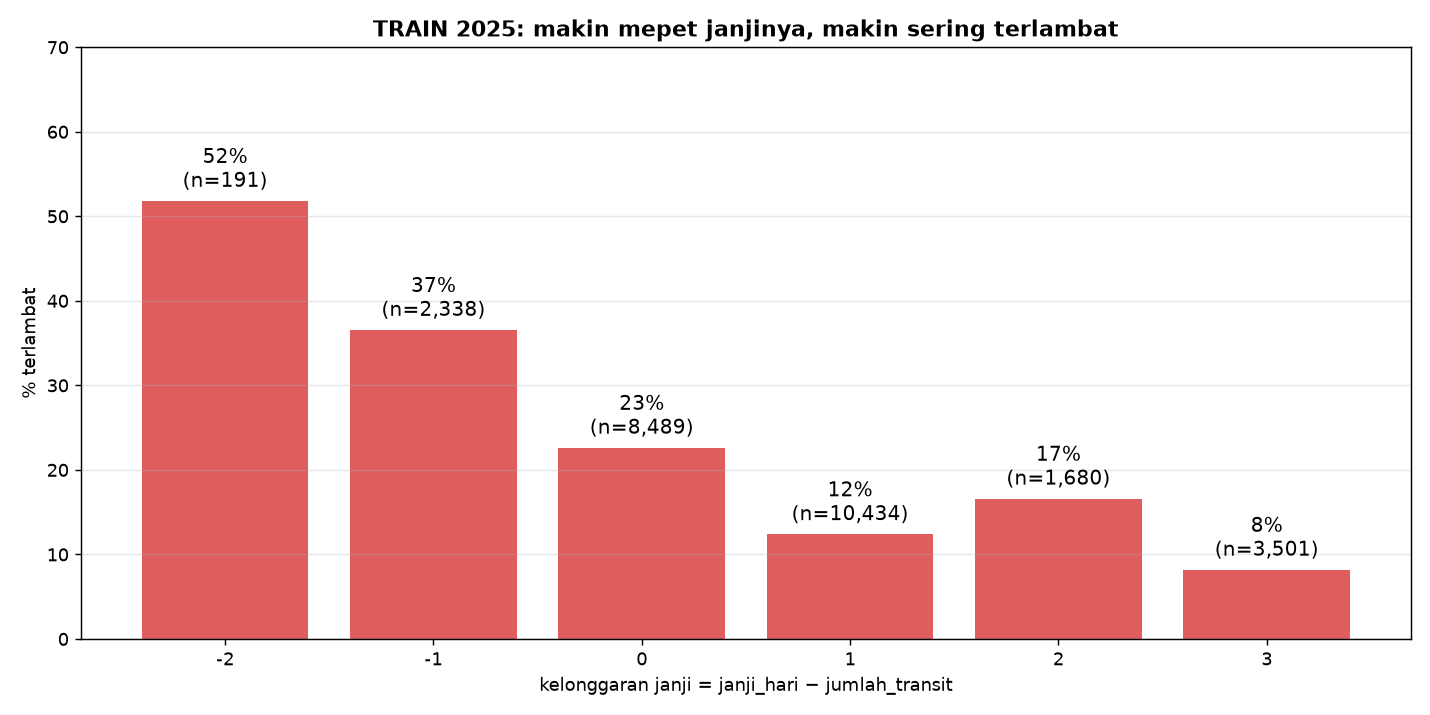 TRAIN 2025: makin mepet janjinya, makin sering terlambat
70
60
50
40
30
20
10
0
% terlambat
52%
(n=191)
37%
(n=2,338)
23%
(n=8,489)
12%
(n=10,434)
17%
(n=1,680)
8%
(n=3,501)
-2
-1
0
1
2
3
kelonggaran janji = janji_hari − jumlah_transit